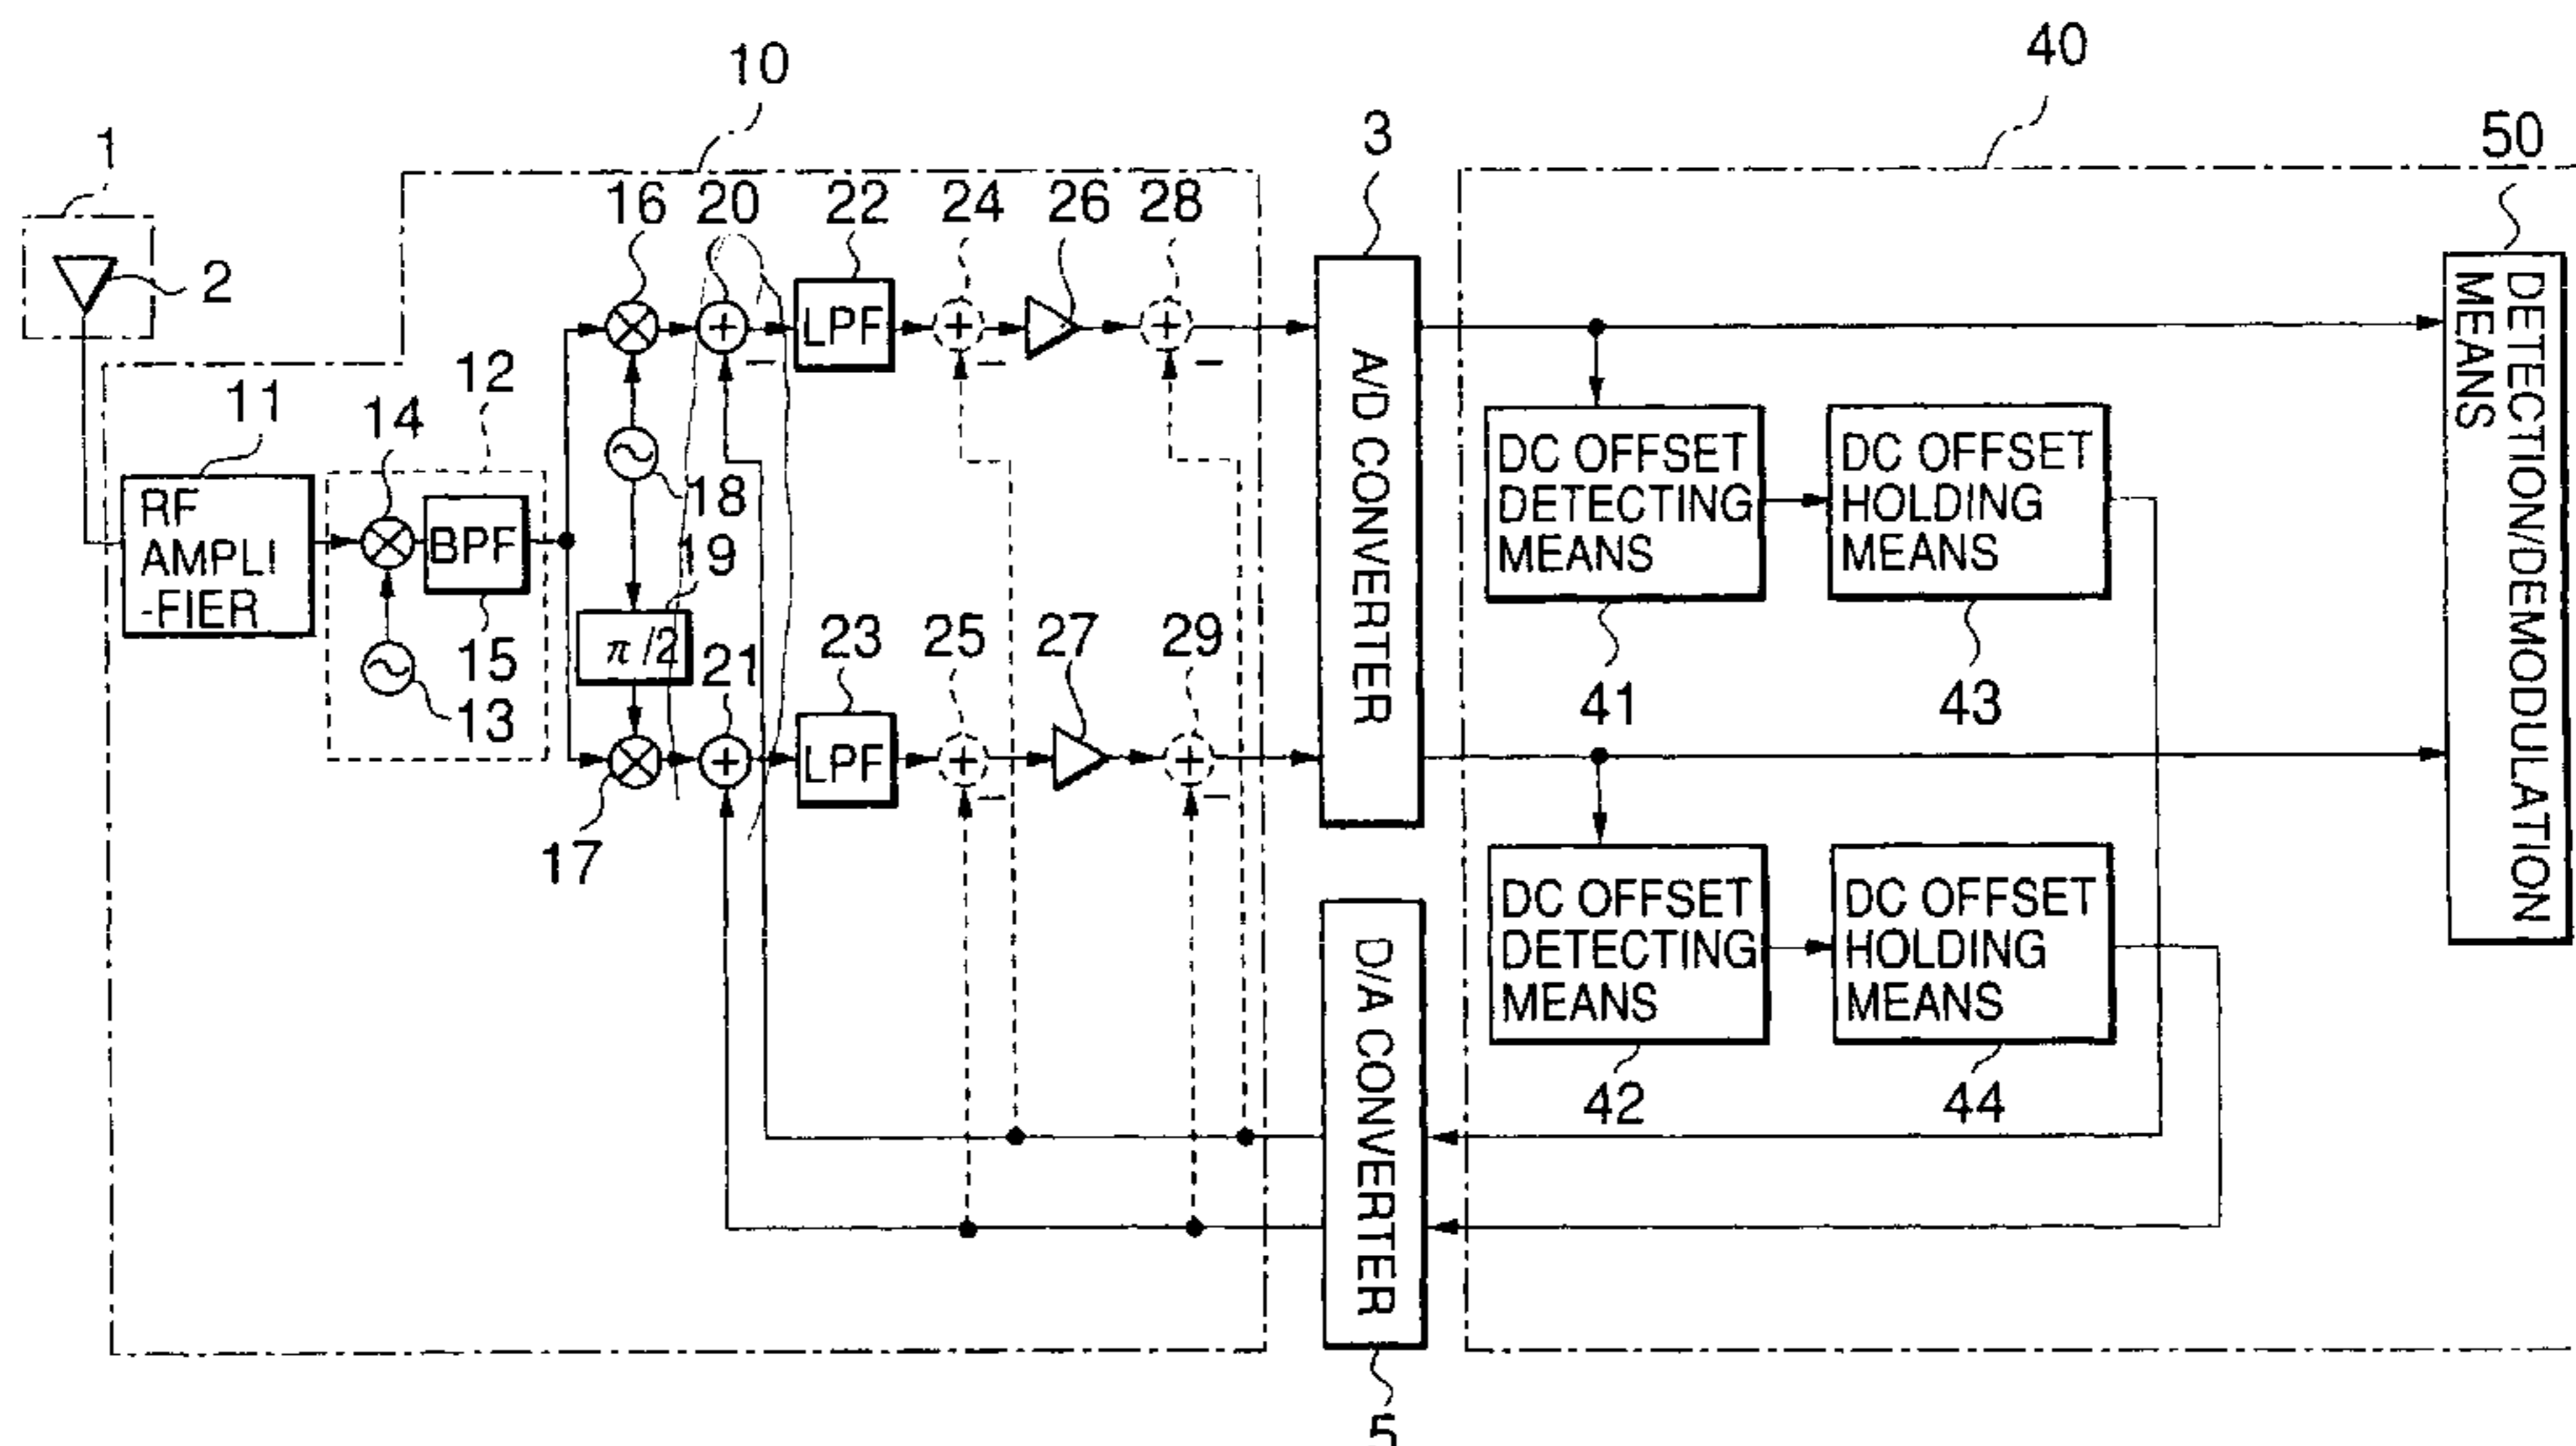 10
40
1
3
50
16
20
22
24
26
28
2
LPF
DETECTION/DEMODULATION
MEANS
A/D CONVERTER
12
11
14
18
DC OFFSET
DETECTING
MEANS
DC OFFSET
HOLDING
MEANS
RF
AMPLI
-FIER
BPF
19
15
13
π/2
21
23
25
27
29
41
43
LPF
17
DC OFFSET
DETECTING
MEANS
DC OFFSET
HOLDING
MEANS
D/A CONVERTER
42
44
5